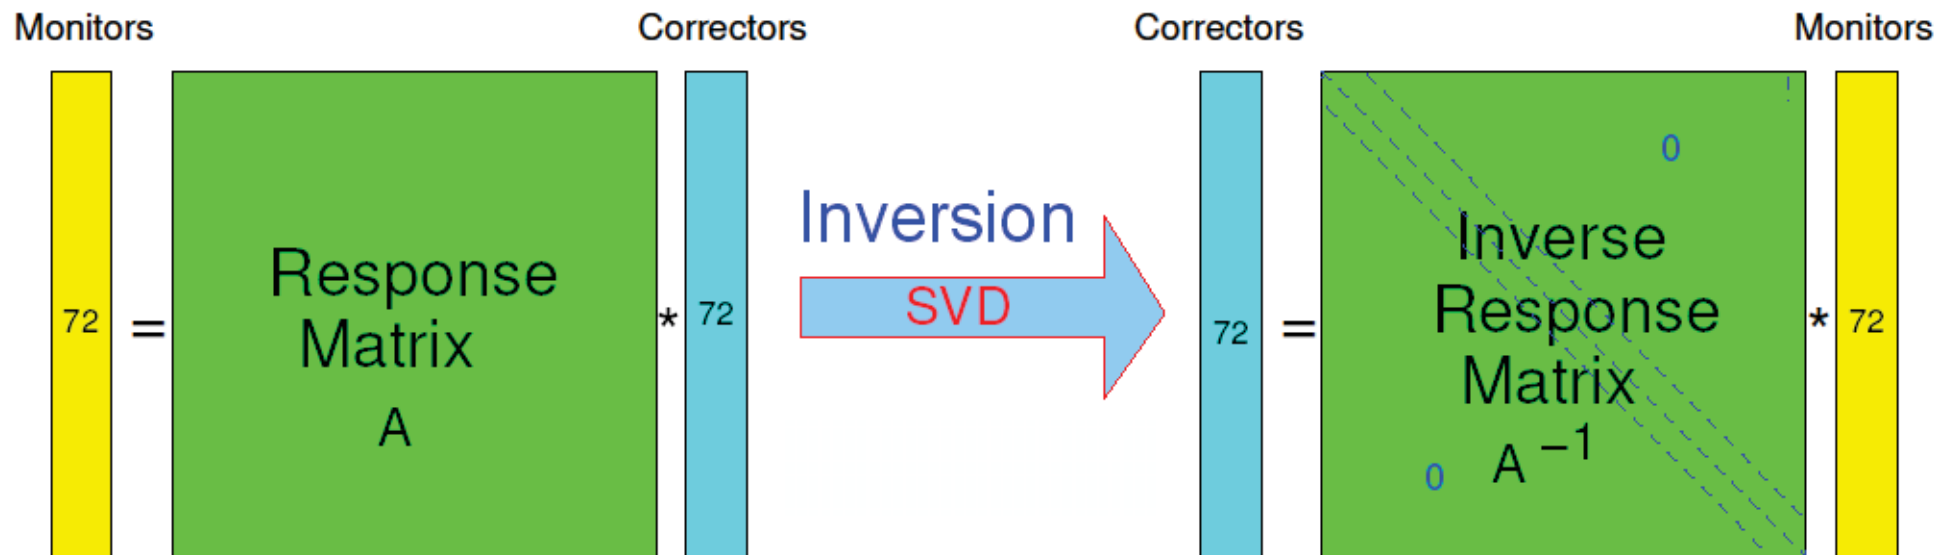 Monitors
Correctors
Correctors
Monitors
72
=
Response
Matrix
A
*
72
Inversion
SVD
72
=
0
Inverse
Response
Matrix
A −1
0
*
72